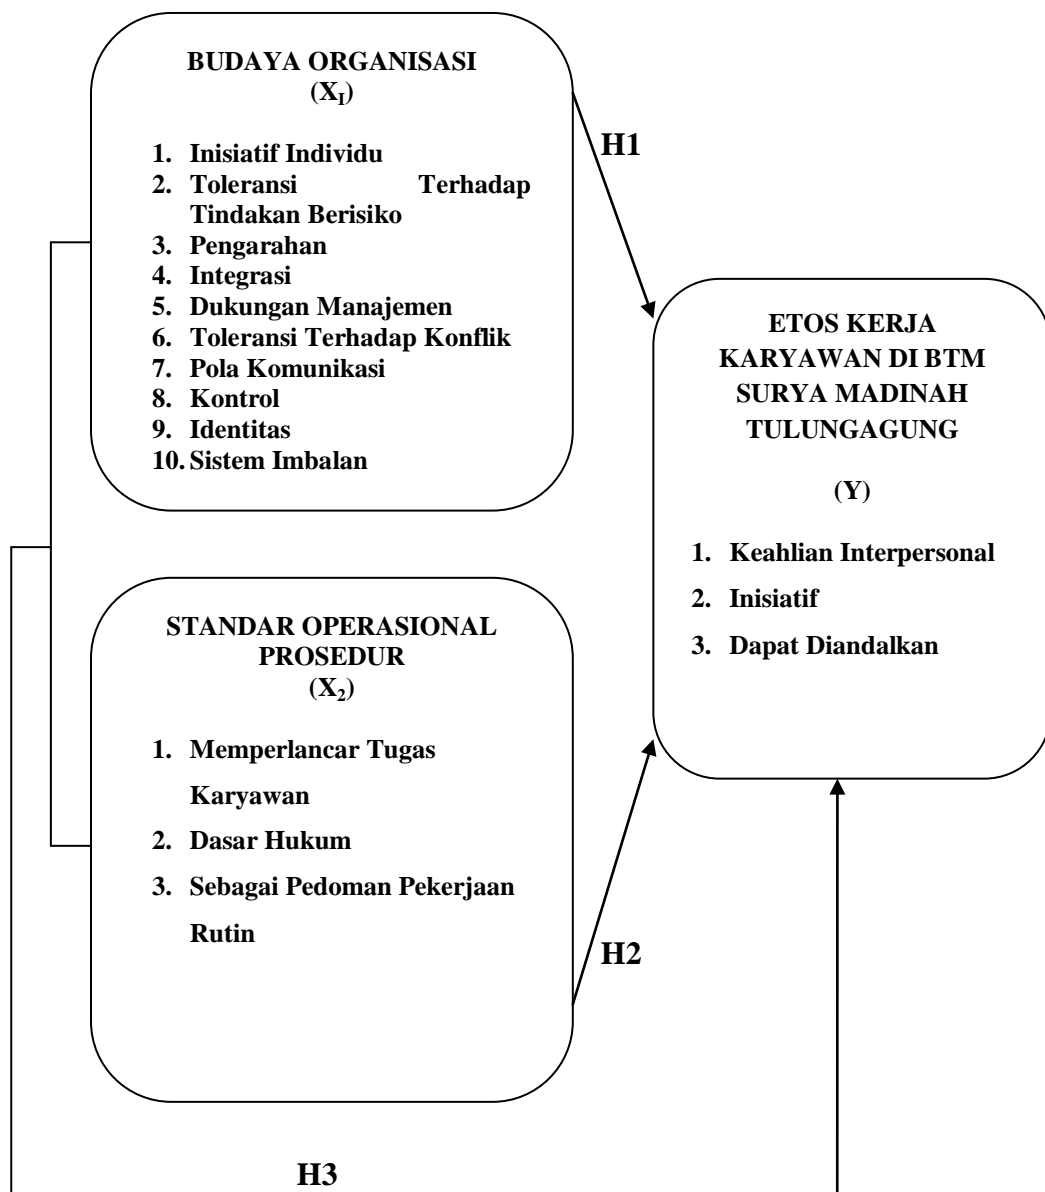 BUDAYA ORGANISASI
(X_I)
1. Inisiatif Individu
2. Toleransi Terhadap
Tindakan Berisiko
3. Pengarahan
4. Integrasi
5. Dukungan Manajemen
6. Toleransi Terhadap Konflik
7. Pola Komunikasi
8. Kontrol
9. Identitas
10. Sistem Imbalan
H1
ETOS KERJA
KARYAWAN DI BTM
SURYA MADINAH
TULUNGAGUNG
(Y)
1. Keahlian Interpersonal
2. Inisiatif
3. Dapat Diandalkan
STANDAR OPERASIONAL
PROSEDUR
(X_2)
1. Memperlancar Tugas
Karyawan
2. Dasar Hukum
3. Sebagai Pedoman Pekerjaan
Rutin
H2
H3